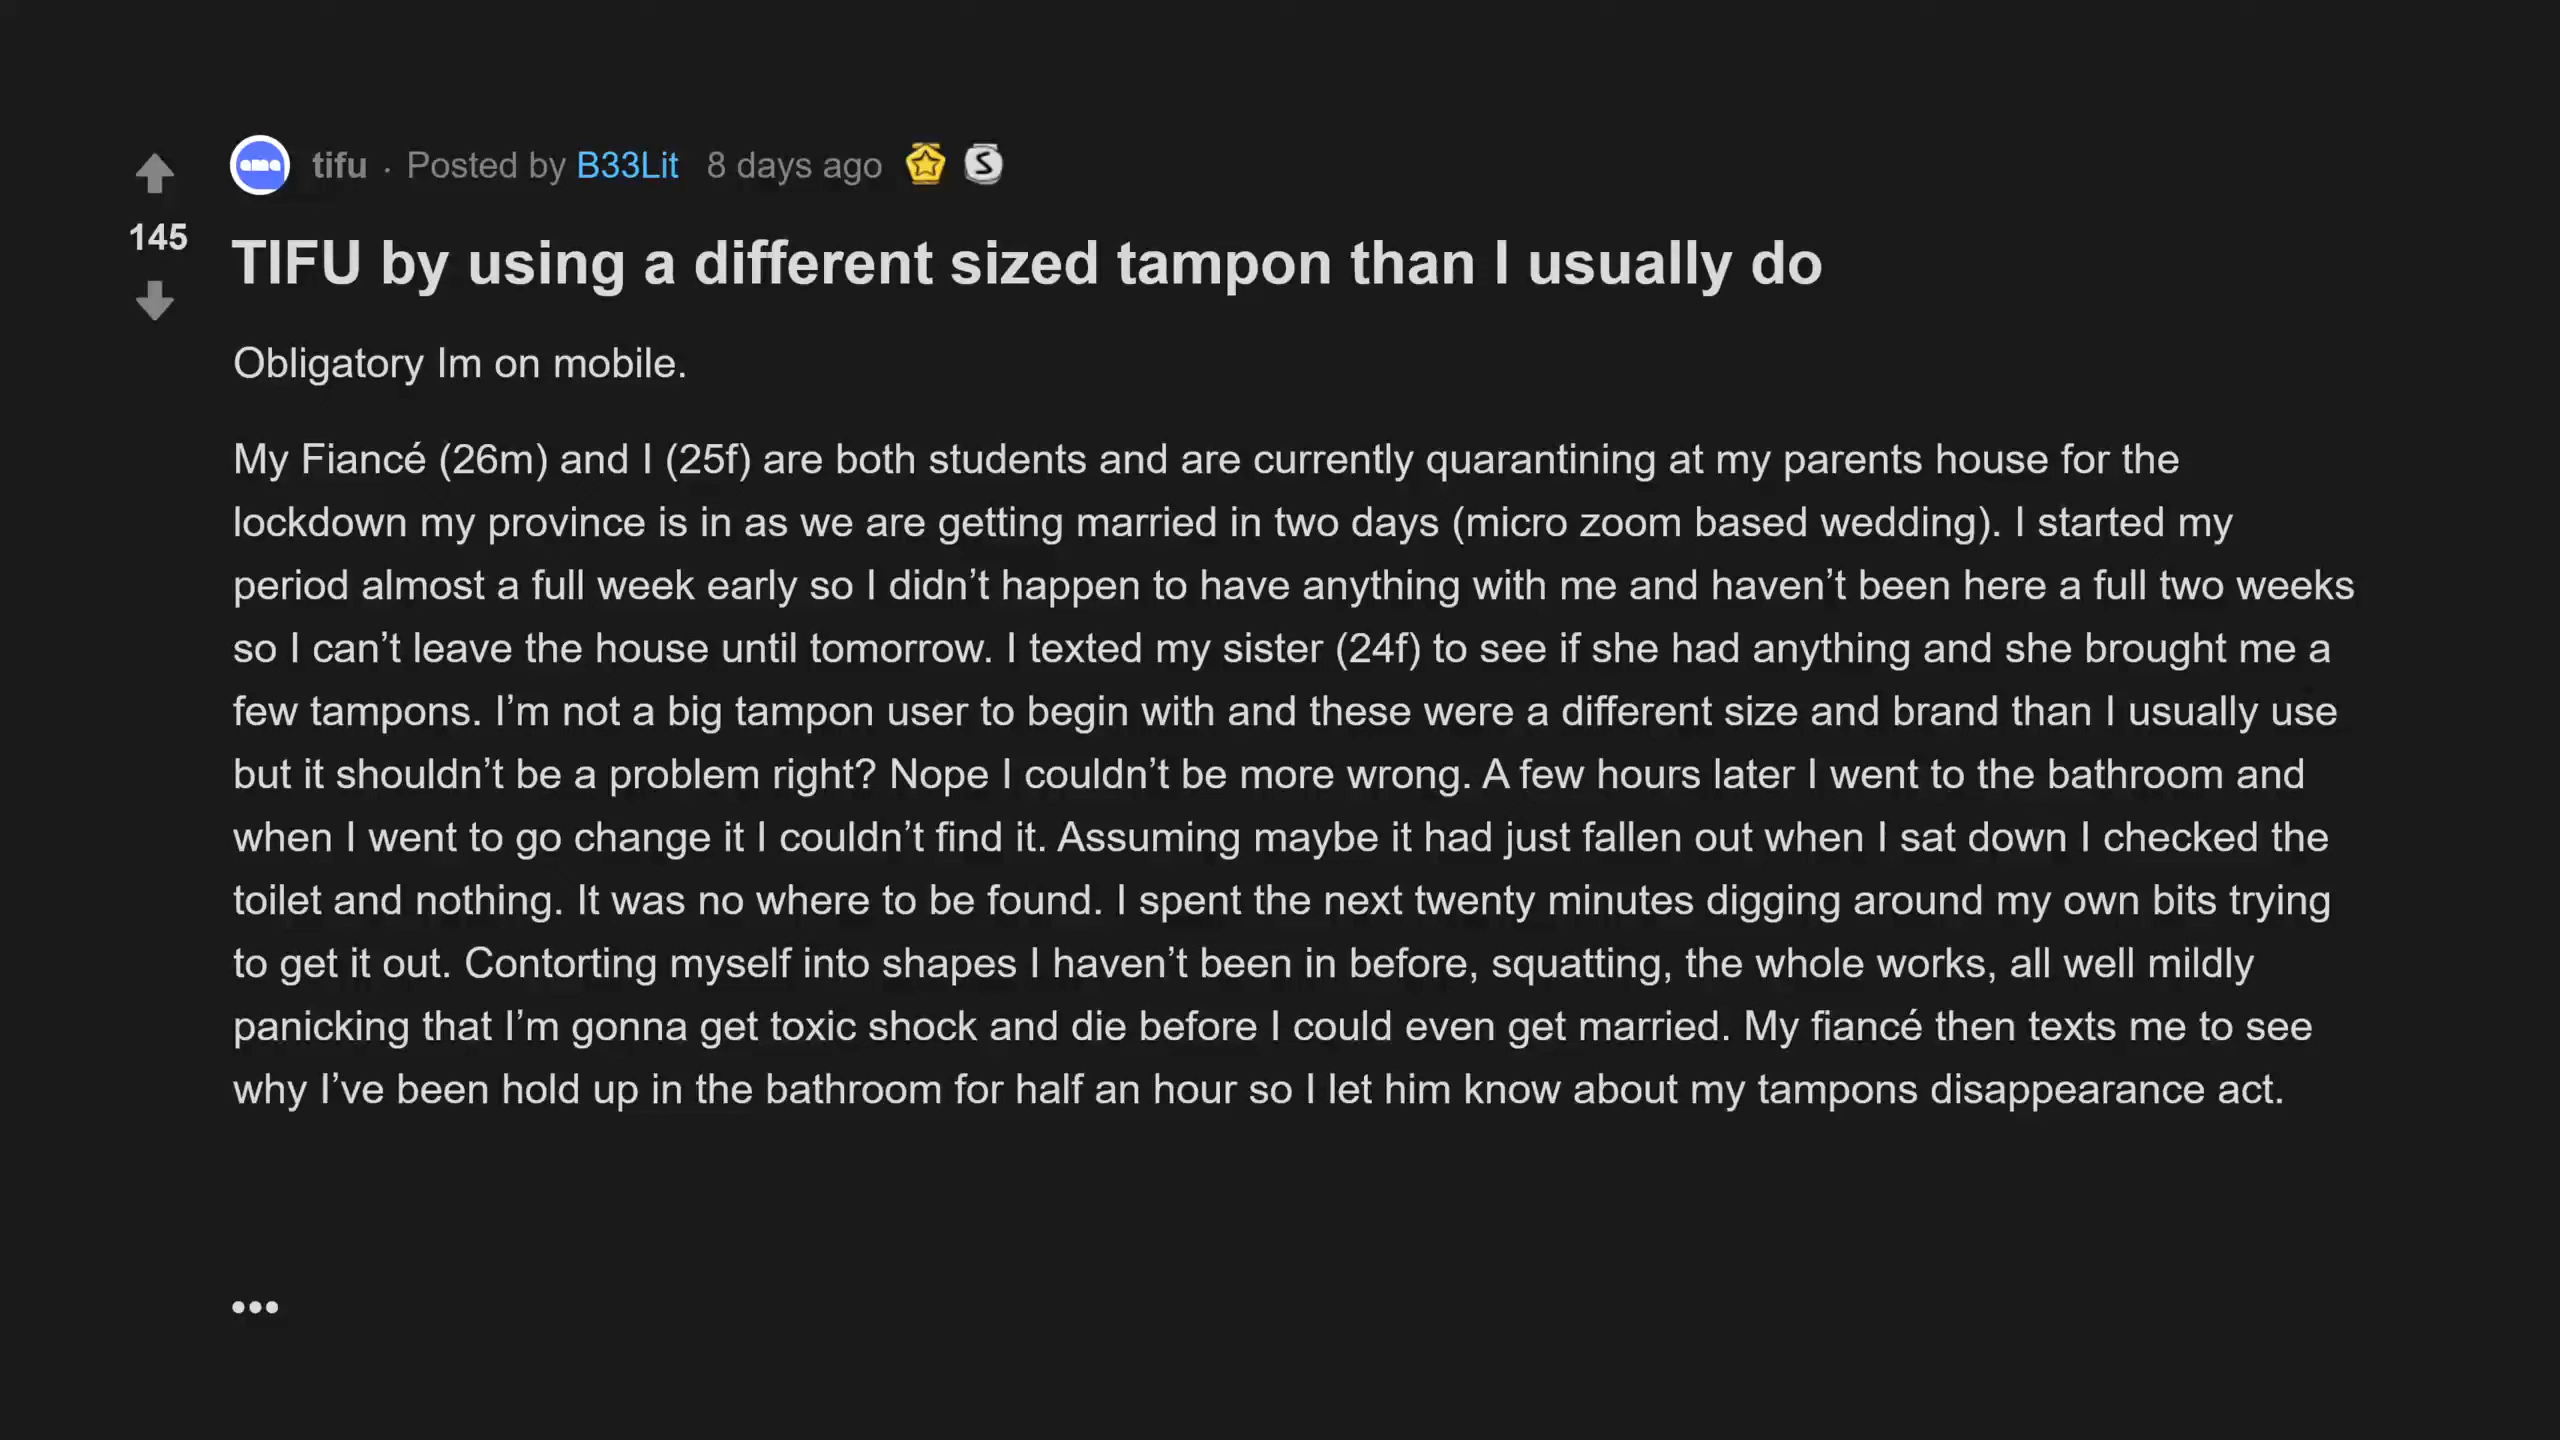 tifu · Posted by B33Lit 8 days ago
145
TIFU by using a different sized tampon than I usually do
Obligatory Im on mobile.
My Fiancé (26m) and I (25f) are both students and are currently quarantining at my parents house for the
lockdown my province is in as we are getting married in two days (micro zoom based wedding). I started my
period almost a full week early so I didn’t happen to have anything with me and haven’t been here a full two weeks
so I can’t leave the house until tomorrow. I texted my sister (24f) to see if she had anything and she brought me a
few tampons. I’m not a big tampon user to begin with and these were a different size and brand than I usually use
but it shouldn’t be a problem right? Nope I couldn’t be more wrong. A few hours later I went to the bathroom and
when I went to go change it I couldn’t find it. Assuming maybe it had just fallen out when I sat down I checked the
toilet and nothing. It was no where to be found. I spent the next twenty minutes digging around my own bits trying
to get it out. Contorting myself into shapes I haven’t been in before, squatting, the whole works, all well mildly
panicking that I’m gonna get toxic shock and die before I could even get married. My fiancé then texts me to see
why I’ve been hold up in the bathroom for half an hour so I let him know about my tampons disappearance act.
•••
ama
S